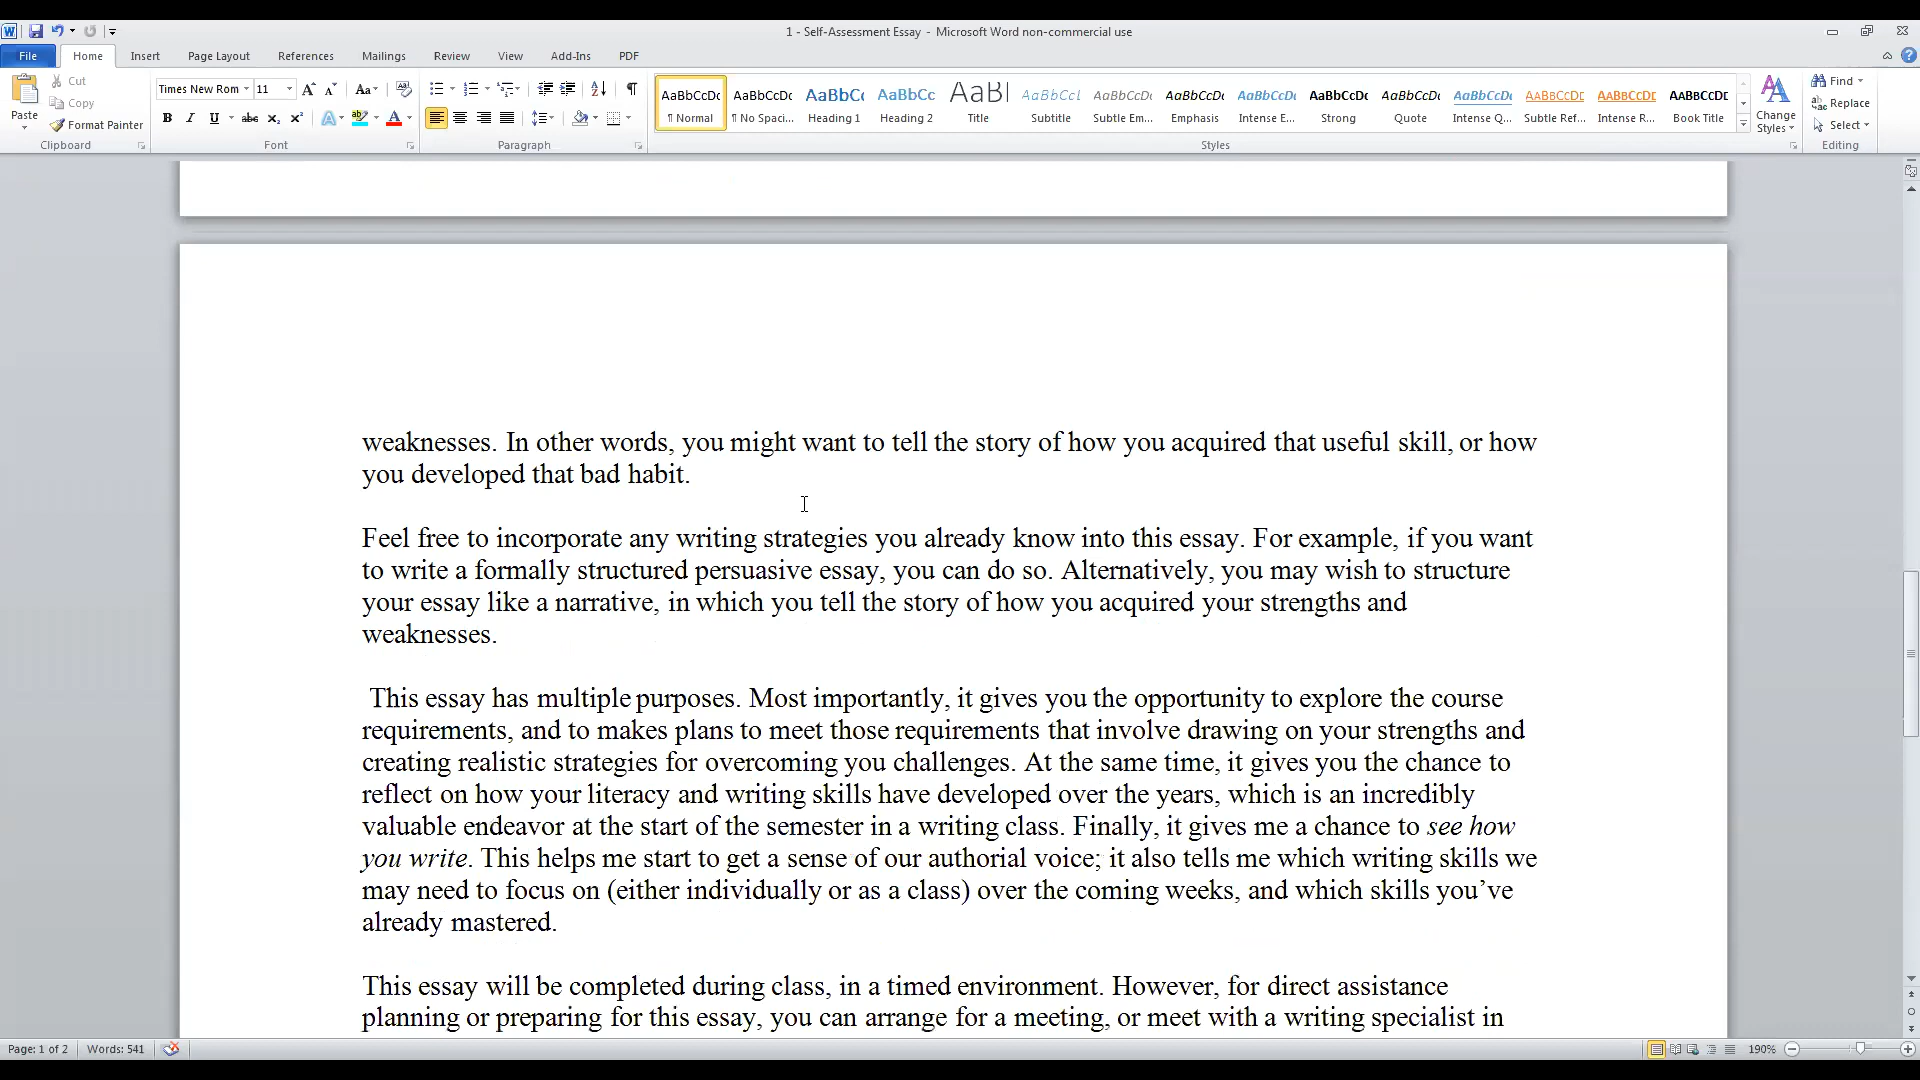 1 - Self-Assessment Essay - Microsoft Word non-commercial use
File Home Insert Page Layout References Mailings Review View Add-Ins PDF
Paste
Cut
Copy
Format Painter
Clipboard
Times New Rom 11
Font
Paragraph
AaBbCcDc AaBbCcDc AaBbCc AaBbCc AaBl AaBbCcL AaBbCcDc AaBbCcDc AaBbCcDc AaBbCcDc AaBbCcDc AaBbCcDc AaBbCcDc AaBbCcDc AaBbCcDc
¶ Normal ¶ No Spaci... Heading 1 Heading 2 Title Subtitle Subtle Em... Emphasis Intense E... Strong Quote Intense Q... Subtle Ref... Intense R... Book Title
Styles
Change Styles
Find
Replace
Select
Editing
weaknesses. In other words, you might want to tell the story of how you acquired that useful skill, or how
you developed that bad habit.
Feel free to incorporate any writing strategies you already know into this essay. For example, if you want
to write a formally structured persuasive essay, you can do so. Alternatively, you may wish to structure
your essay like a narrative, in which you tell the story of how you acquired your strengths and
weaknesses.
This essay has multiple purposes. Most importantly, it gives you the opportunity to explore the course
requirements, and to makes plans to meet those requirements that involve drawing on your strengths and
creating realistic strategies for overcoming you challenges. At the same time, it gives you the chance to
reflect on how your literacy and writing skills have developed over the years, which is an incredibly
valuable endeavor at the start of the semester in a writing class. Finally, it gives me a chance to see how
you write. This helps me start to get a sense of our authorial voice; it also tells me which writing skills we
may need to focus on (either individually or as a class) over the coming weeks, and which skills you’ve
already mastered.
This essay will be completed during class, in a timed environment. However, for direct assistance
planning or preparing for this essay, you can arrange for a meeting, or meet with a writing specialist in
Page: 1 of 2 Words: 541 190%